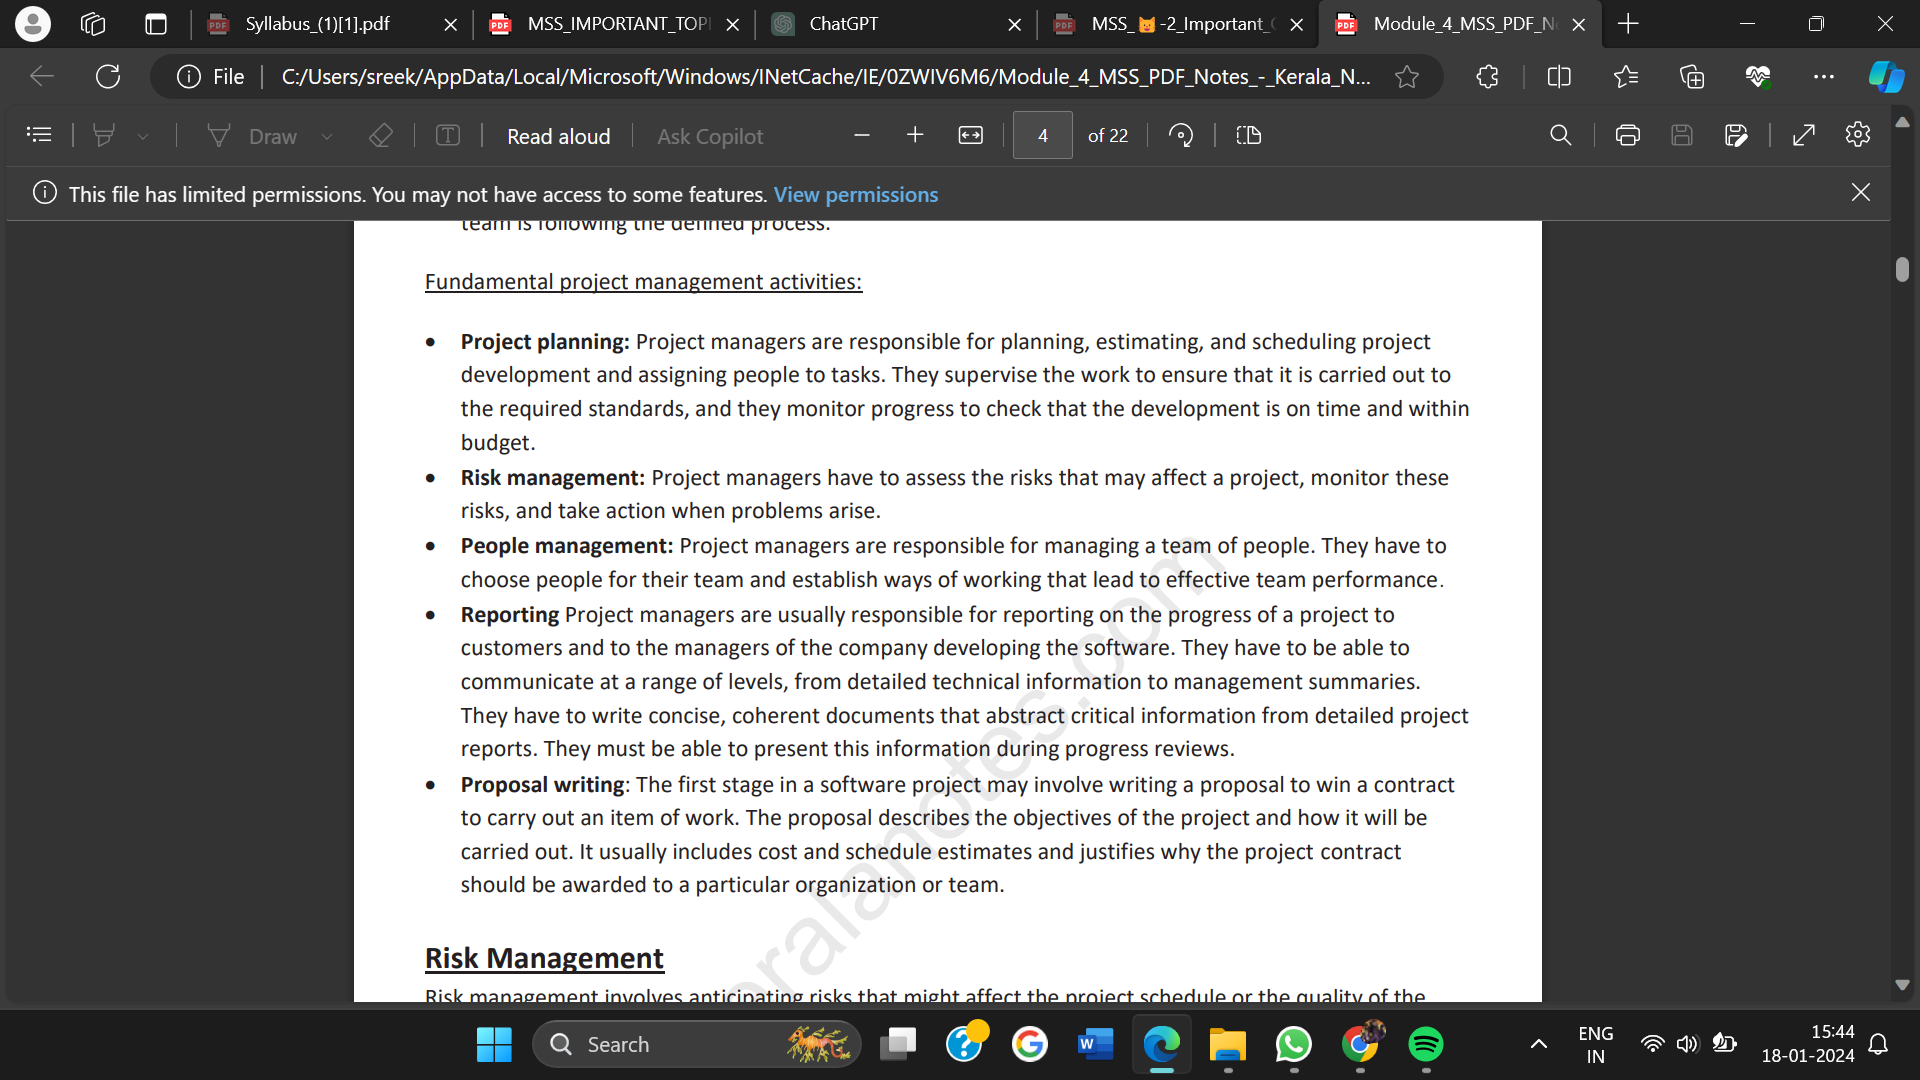 Syllabus_(1)[1].pdf
MSS_IMPORTANT_TOPI
ChatGPT
MSS_🐱-2_Important_
Module_4_MSS_PDF_N
File
C:/Users/sreek/AppData/Local/Microsoft/Windows/INetCache/IE/0ZWIV6M6/Module_4_MSS_PDF_Notes_-_Kerala_N...
Draw
Read aloud
Ask Copilot
4
of 22
This file has limited permissions. You may not have access to some features. View permissions
team is following the defined process.
Fundamental project management activities:
• Project planning: Project managers are responsible for planning, estimating, and scheduling project
development and assigning people to tasks. They supervise the work to ensure that it is carried out to
the required standards, and they monitor progress to check that the development is on time and within
budget.
• Risk management: Project managers have to assess the risks that may affect a project, monitor these
risks, and take action when problems arise.
• People management: Project managers are responsible for managing a team of people. They have to
choose people for their team and establish ways of working that lead to effective team performance.
• Reporting Project managers are usually responsible for reporting on the progress of a project to
customers and to the managers of the company developing the software. They have to be able to
communicate at a range of levels, from detailed technical information to management summaries.
They have to write concise, coherent documents that abstract critical information from detailed project
reports. They must be able to present this information during progress reviews.
• Proposal writing: The first stage in a software project may involve writing a proposal to win a contract
to carry out an item of work. The proposal describes the objectives of the project and how it will be
carried out. It usually includes cost and schedule estimates and justifies why the project contract
should be awarded to a particular organization or team.
eralanotes.com
Risk Management
Risk management involves anticipating risks that might affect the project schedule or the quality of the
Search
ENG
IN
15:44
18-01-2024